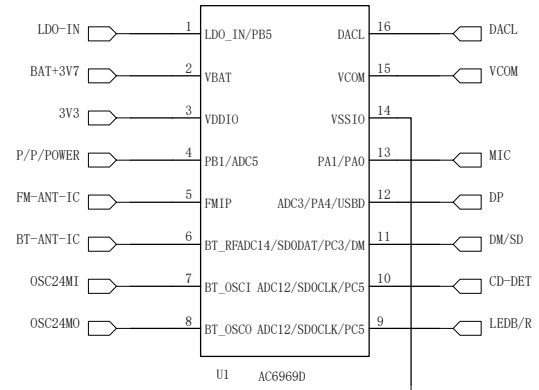 LDO-IN 1 LDO_IN/PB5 DACL 16 DACL
BAT+3V7 2 VBAT VCOM 15 VCOM
3V3 3 VDDIO VSSIO 14
P/P/POWER 4 PB1/ADC5 PA1/PA0 13 MIC
FM-ANT-IC 5 FMIP ADC3/PA4/USBD 12 DP
BT-ANT-IC 6 BT_RFADC14/SDODAT/PC3/DM 11 DM/SD
OSC24MI 7 BT_OSCI ADC12/SDOCLK/PC5 10 CD-DET
OSC24MO 8 BT_OSCO ADC12/SDOCLK/PC5 9 LEDB/R
U1 AC6969D